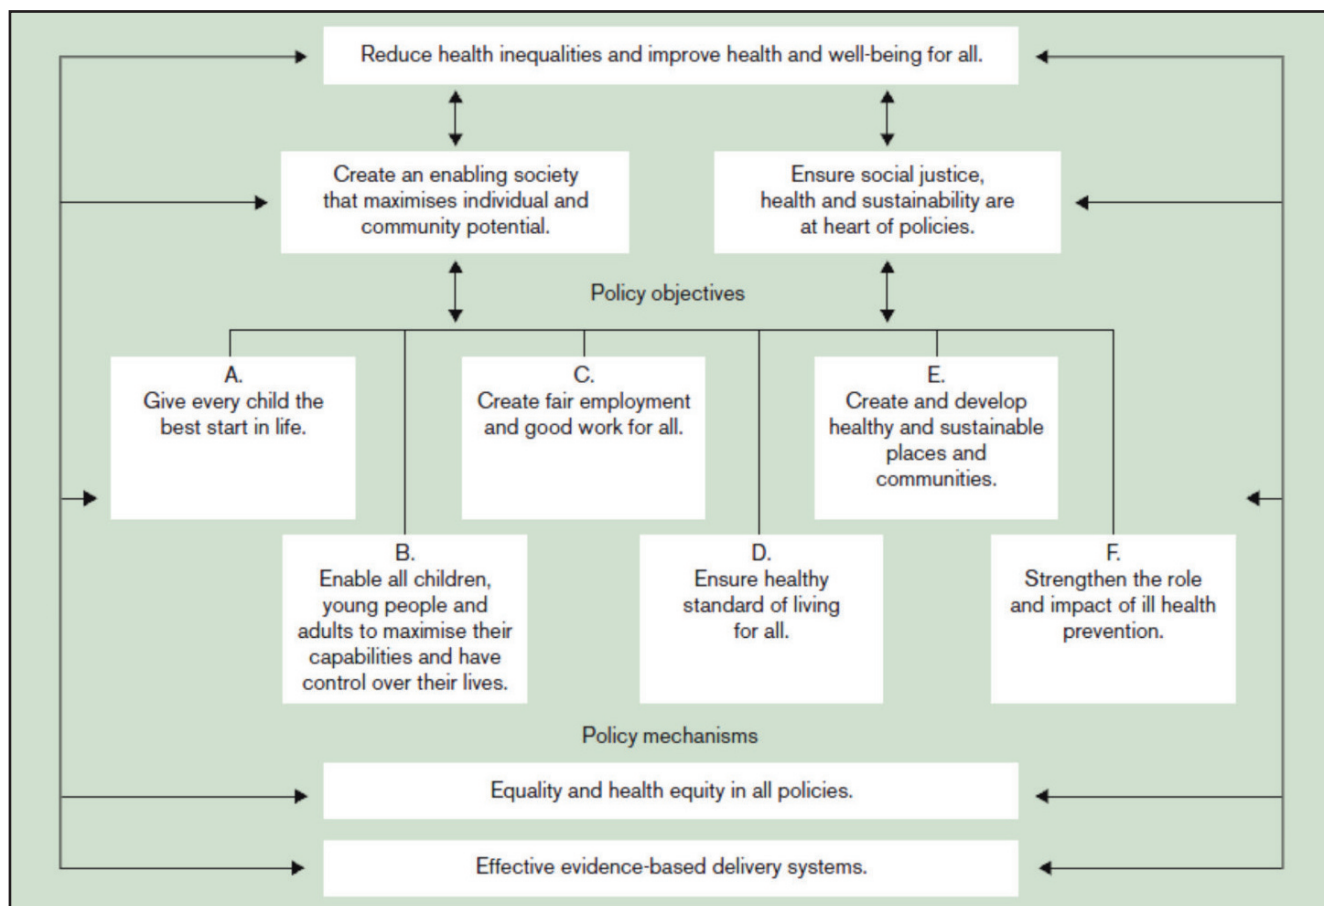 Reduce health inequalities and improve health and well-being for all.
Create an enabling society
that maximises individual and
community potential.
Ensure social justice,
health and sustainability are
at heart of policies.
Policy objectives
A.
Give every child the
best start in life.
C.
Create fair employment
and good work for all.
E.
Create and develop
healthy and sustainable
places and
communities.
B.
Enable all children,
young people and
adults to maximise their
capabilities and have
control over their lives.
D.
Ensure healthy
standard of living
for all.
F.
Strengthen the role
and impact of ill health
prevention.
Policy mechanisms
Equality and health equity in all policies.
Effective evidence-based delivery systems.